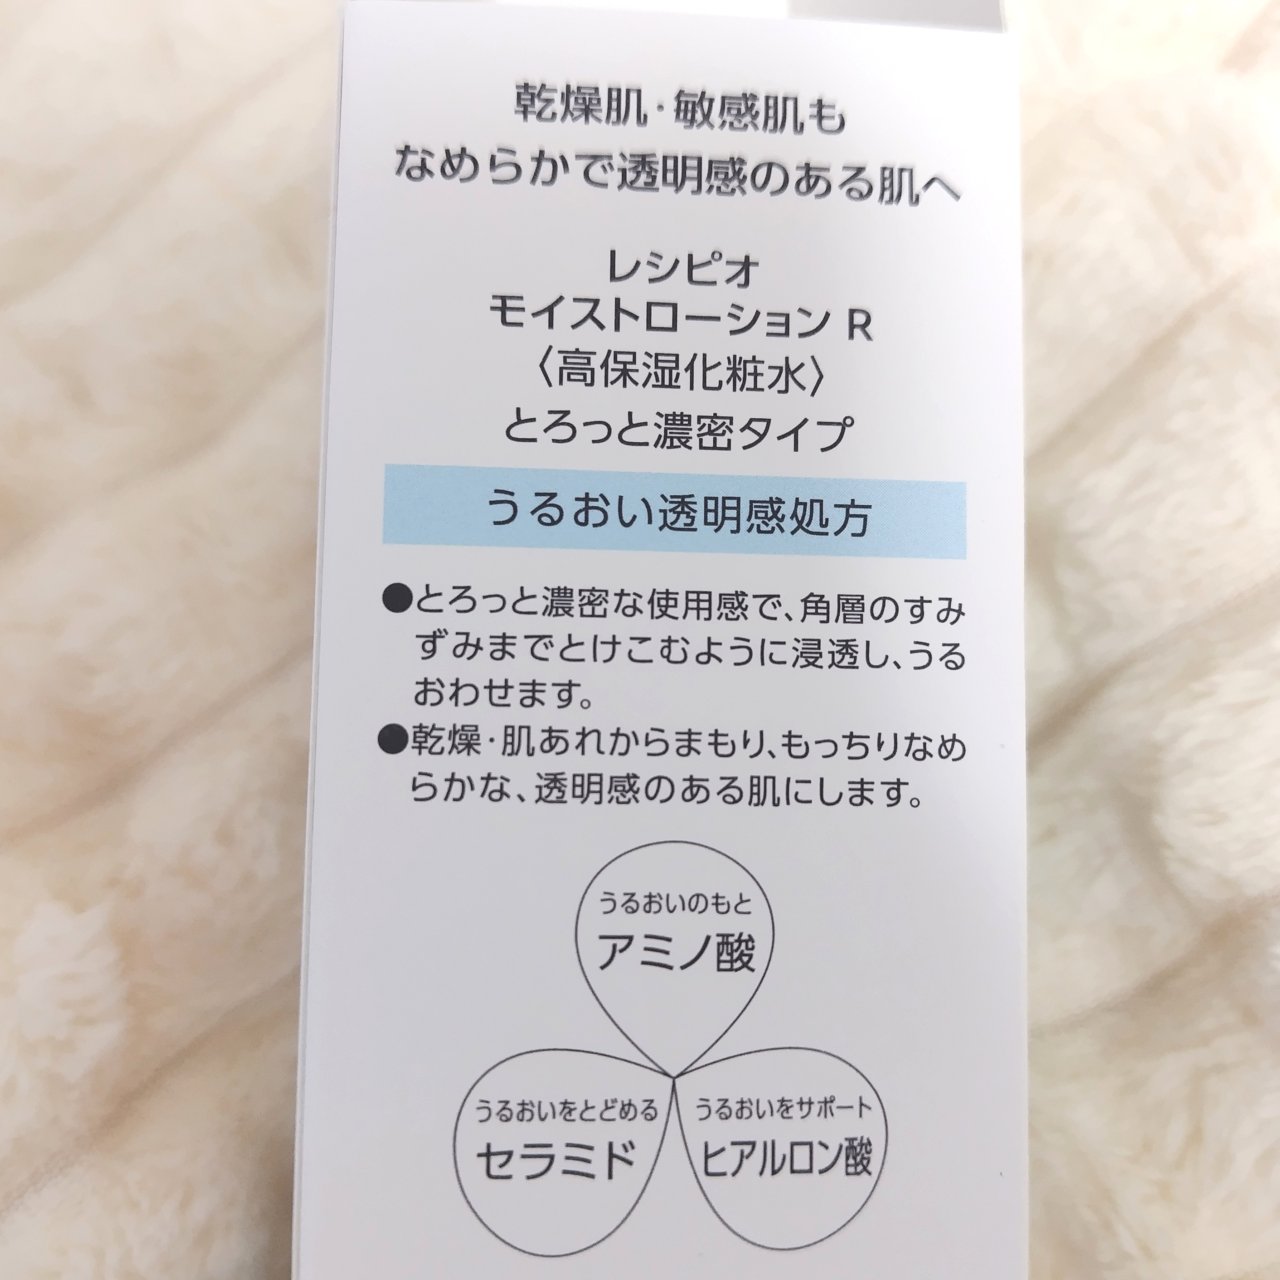 乾燥肌・敏感肌も
なめらかで透明感のある肌へ
レシピオ
モイストローション R
〈高保湿化粧水〉
とろっと濃密タイプ
うるおい透明感処方
●とろっと濃密な使用感で、角層のすみ
ずみまでとけこむように浸透し、うる
おわせます。
●乾燥・肌あれからまもり、もっちりなめ
らかな、透明感のある肌にします。
うるおいのもと
アミノ酸
うるおいをとどめる
セラミド
うるおいをサポート
ヒアルロン酸